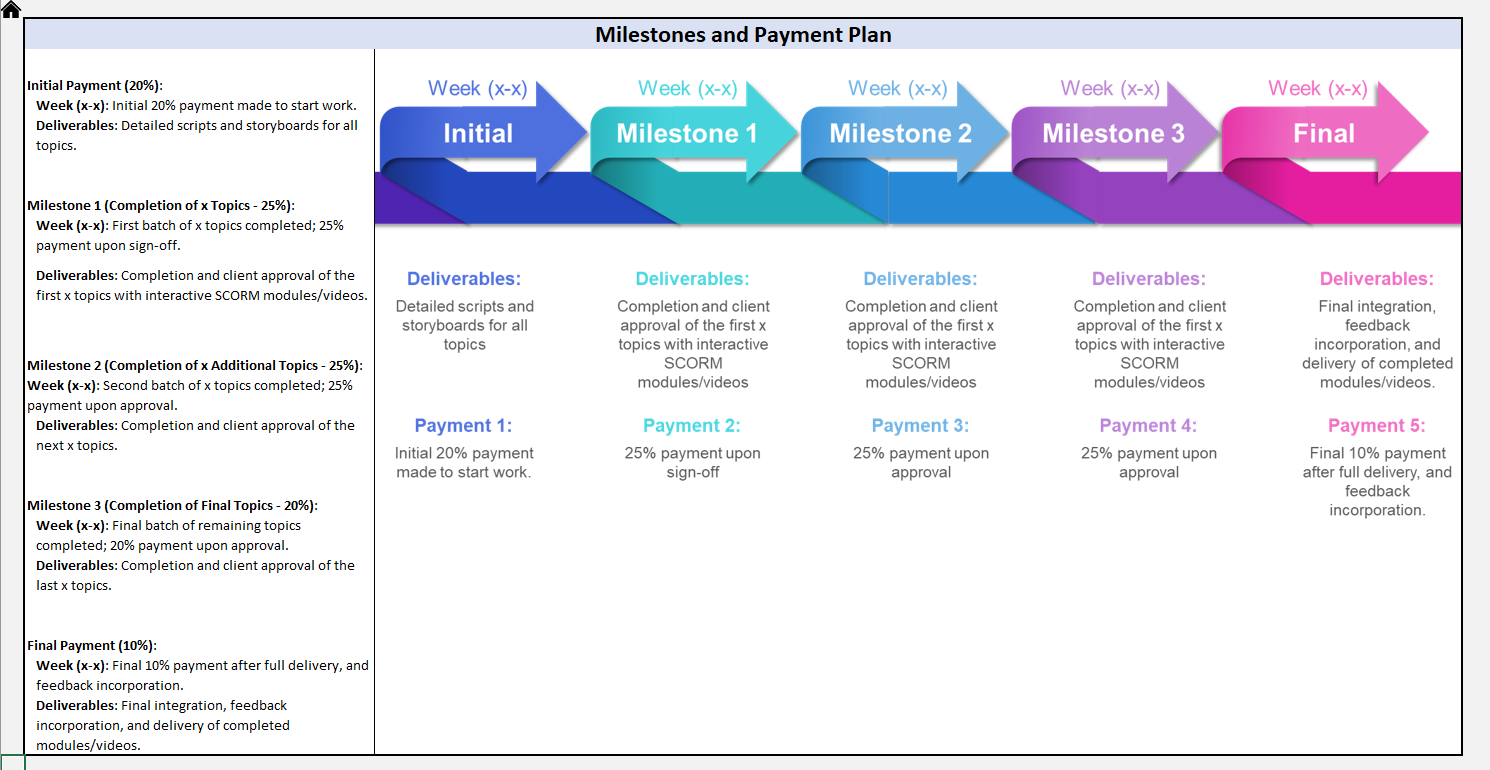 Milestones and Payment Plan
Initial Payment (20%):
Week (x-x): Initial 20% payment made to start work.
Deliverables: Detailed scripts and storyboards for all
topics.
Milestone 1 (Completion of x Topics - 25%):
Week (x-x): First batch of x topics completed; 25%
payment upon sign-off.
Deliverables: Completion and client approval of the
first x topics with interactive SCORM modules/videos.
Milestone 2 (Completion of x Additional Topics - 25%):
Week (x-x): Second batch of x topics completed; 25%
payment upon approval.
Deliverables: Completion and client approval of the
next x topics.
Milestone 3 (Completion of Final Topics - 20%):
Week (x-x): Final batch of remaining topics
completed; 20% payment upon approval.
Deliverables: Completion and client approval of the
last x topics.
Final Payment (10%):
Week (x-x): Final 10% payment after full delivery, and
feedback incorporation.
Deliverables: Final integration, feedback
incorporation, and delivery of completed
modules/videos.
Week (x-x)
Initial
Deliverables:
Detailed scripts and
storyboards for all
topics
Payment 1:
Initial 20% payment
made to start work.
Week (x-x)
Milestone 1
Deliverables:
Completion and client
approval of the first x
topics with interactive
SCORM
modules/videos
Payment 2:
25% payment upon
sign-off
Week (x-x)
Milestone 2
Deliverables:
Completion and client
approval of the first x
topics with interactive
SCORM
modules/videos
Payment 3:
25% payment upon
approval
Week (x-x)
Milestone 3
Deliverables:
Completion and client
approval of the first x
topics with interactive
SCORM
modules/videos
Payment 4:
25% payment upon
approval
Week (x-x)
Final
Deliverables:
Final integration,
feedback
incorporation, and
delivery of completed
modules/videos.
Payment 5:
Final 10% payment
after full delivery, and
feedback
incorporation.